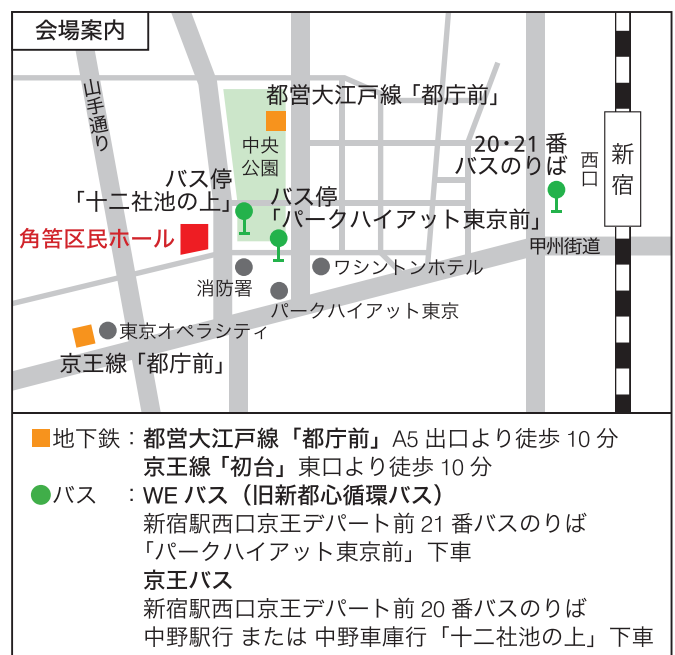 会場案内
山手通り
都営大江戸線「都庁前」
中央
公園
20・21 番
バスのりば
西口
新宿
バス停
「十二社池の上」
バス停
「パークハイアット東京前」
角筈区民ホール
甲州街道
ワシントンホテル
消防署
パークハイアット東京
東京オペラシティ
京王線「都庁前」
地下鉄：都営大江戸線「都庁前」A5 出口より徒歩 10 分
京王線「初台」東口より徒歩 10 分
バス　：WE バス（旧新都心循環バス）
新宿駅西口京王デパート前 21 番バスのりば
「パークハイアット東京前」下車
京王バス
新宿駅西口京王デパート前 20 番バスのりば
中野駅行 または 中野車庫行「十二社池の上」下車